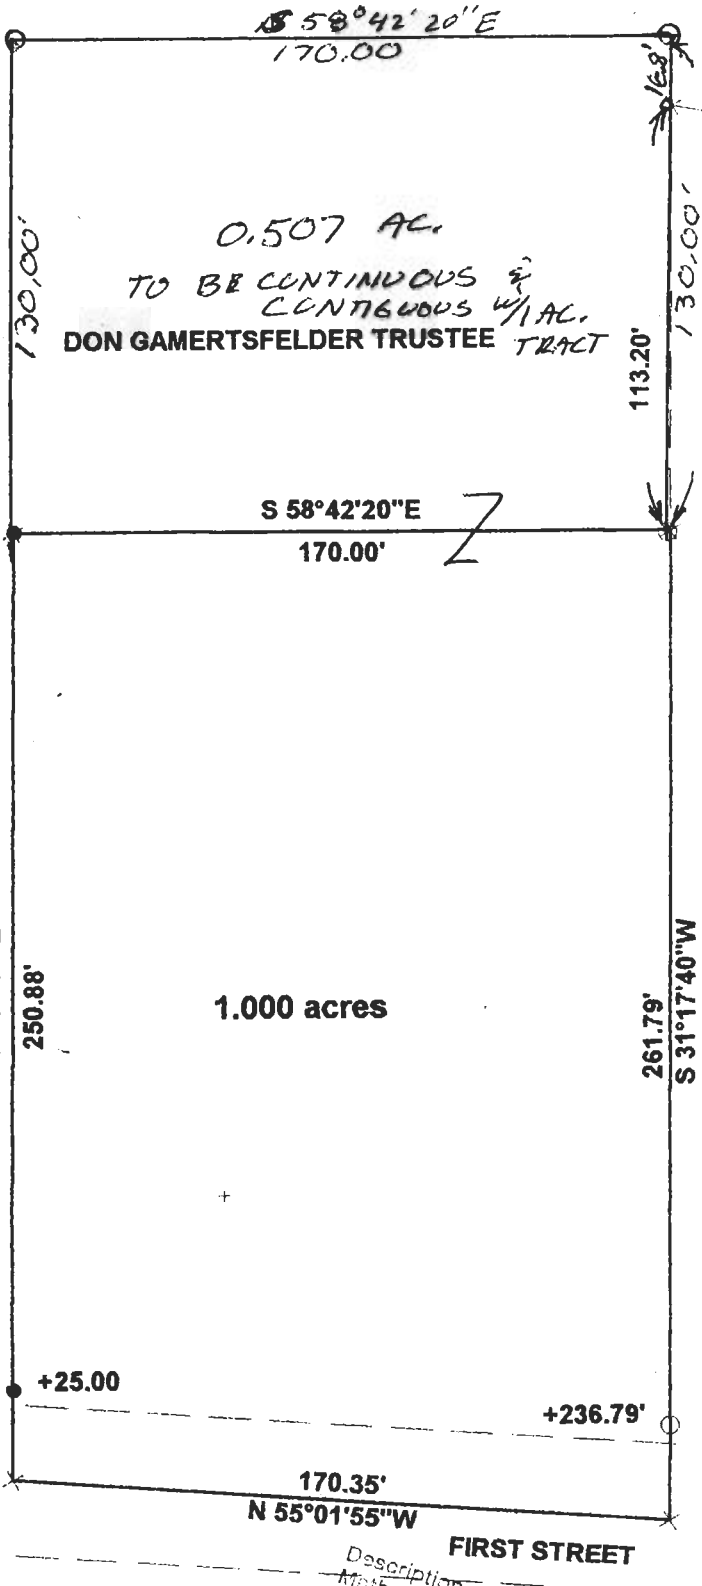 S 58°42'20"E
170.00
16.8'
130.00'
130.00'
0.507 AC.
TO BE CONTINUOUS &
CONTIGUOUS W/1 AC.
DON GAMERTSFELDER TRUSTEE TRACT
113.20'
S 58°42'20"E
170.00'
250.88'
1.000 acres
261.79'
S 31°17'40"W
+25.00
+236.79'
170.35'
N 55°01'55"W
FIRST STREET
Description